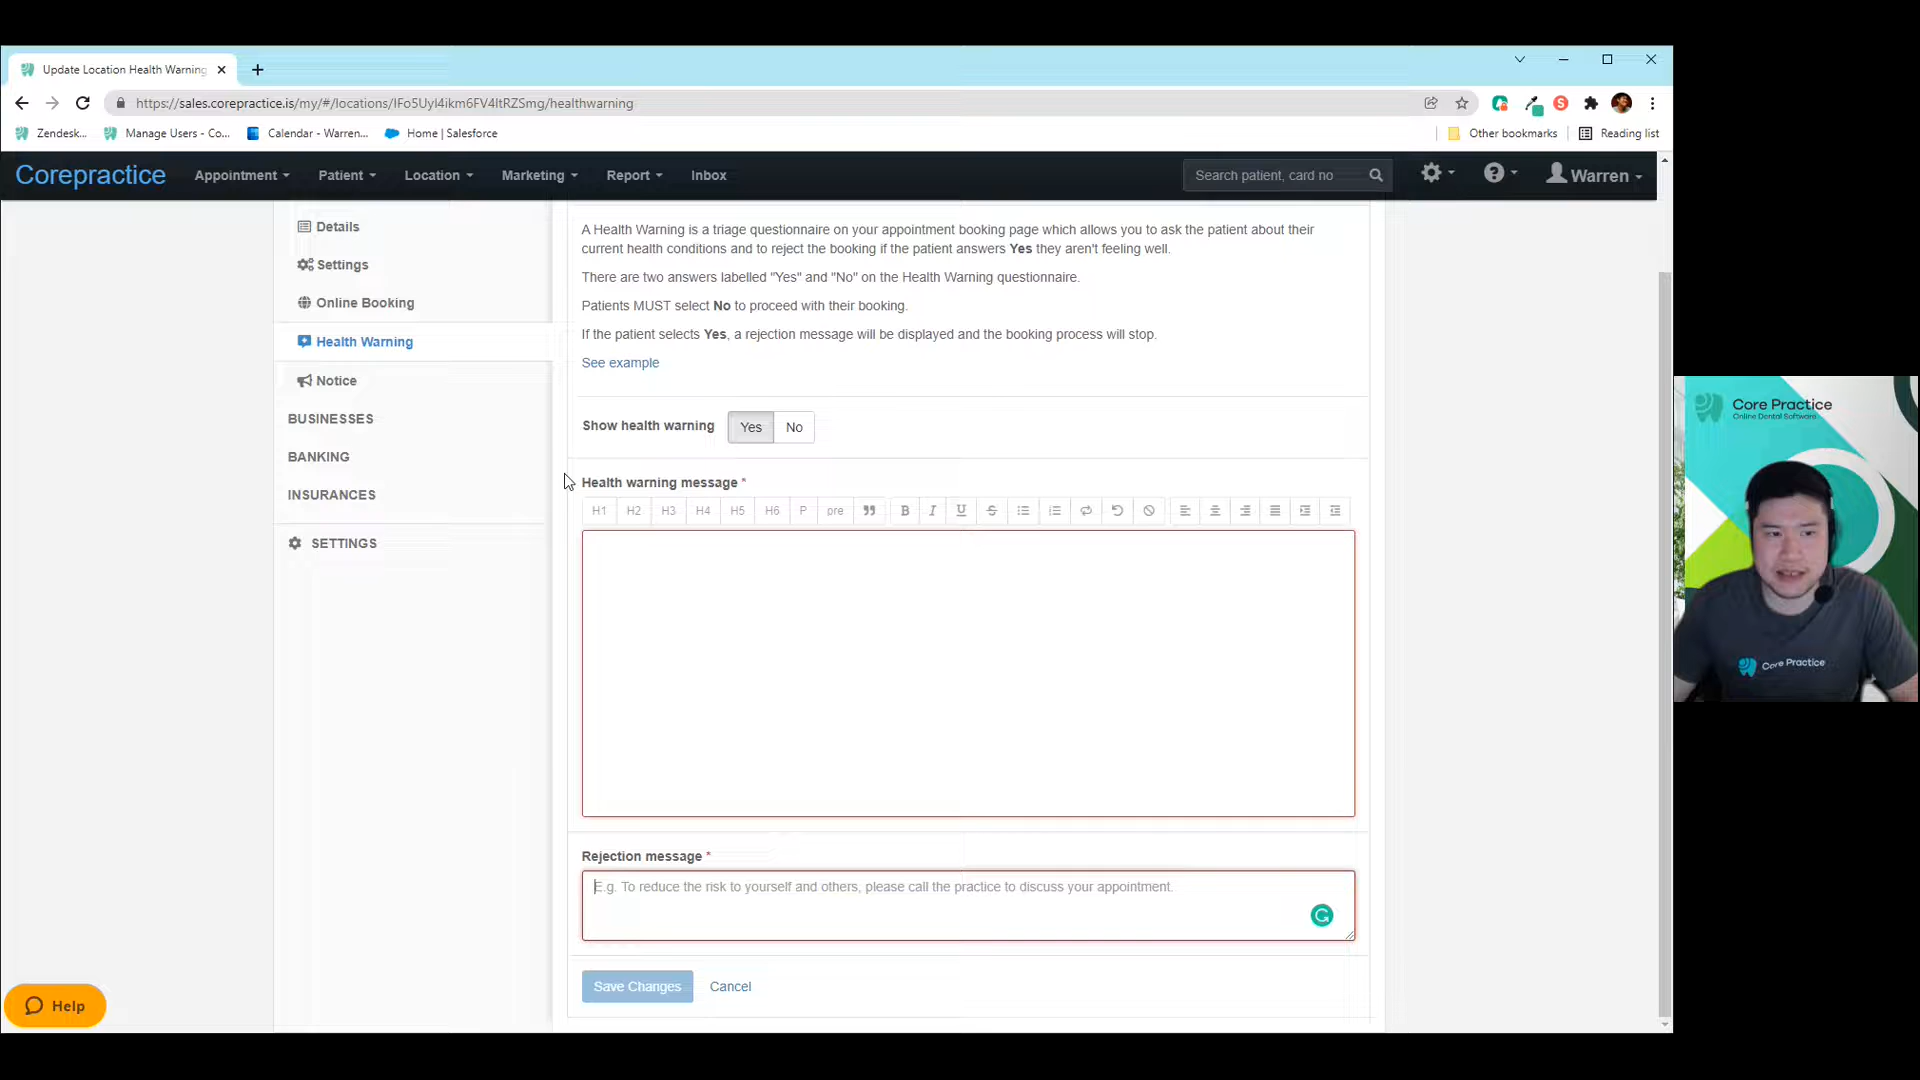 Update Location Health Warning
https://sales.corepractice.is/my/#/locations/IFo5Uyl4ikm6FV4ltRZSmg/healthwarning
Zendesk...
Manage Users - Co...
Calendar - Warren...
Home | Salesforce
Other bookmarks
Reading list
Corepractice
Appointment
Patient
Location
Marketing
Report
Inbox
Search patient, card no
Warren
Details
Settings
Online Booking
Health Warning
Notice
BUSINESSES
BANKING
INSURANCES
SETTINGS
A Health Warning is a triage questionnaire on your appointment booking page which allows you to ask the patient about their
current health conditions and to reject the booking if the patient answers Yes they aren't feeling well.
There are two answers labelled "Yes" and "No" on the Health Warning questionnaire.
Patients MUST select No to proceed with their booking.
If the patient selects Yes, a rejection message will be displayed and the booking process will stop.
See example
Show health warning Yes No
Health warning message *
H1 H2 H3 H4 H5 H6 P pre B I U S
Rejection message *
E.g. To reduce the risk to yourself and others, please call the practice to discuss your appointment.
Save Changes Cancel
Help
Core Practice
Online Dental Software
Core Practice